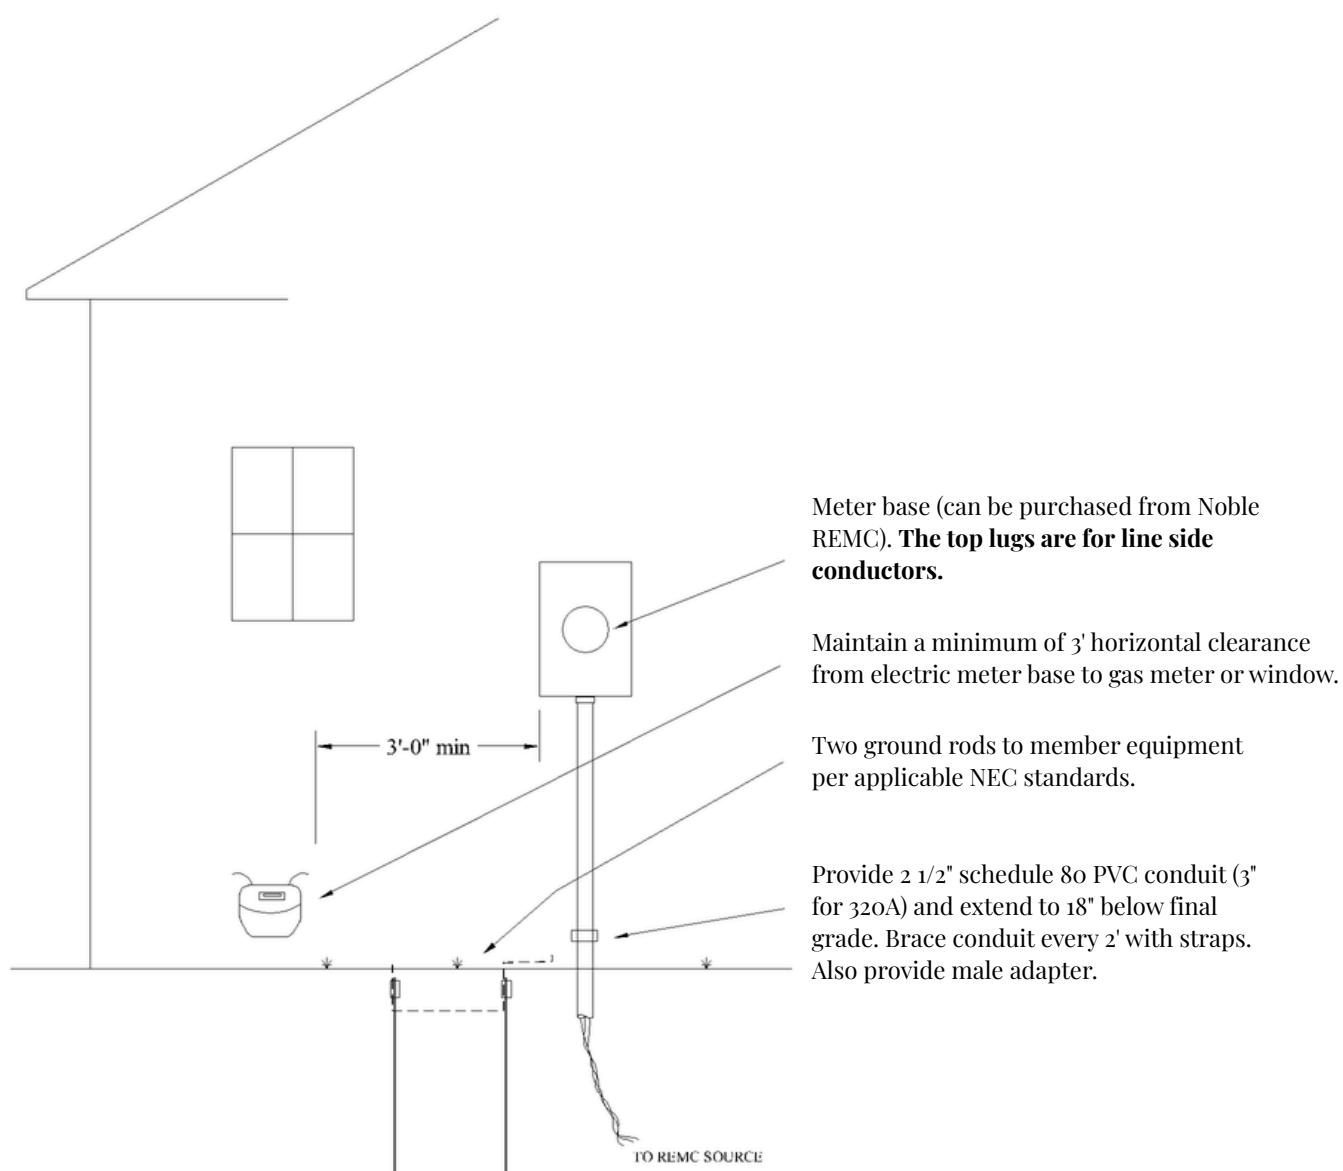 Meter base (can be purchased from Noble
REMC). The top lugs are for line side
conductors.
Maintain a minimum of 3' horizontal clearance
from electric meter base to gas meter or window.
3'-0" min
Two ground rods to member equipment
per applicable NEC standards.
Provide 2 1/2" schedule 80 PVC conduit (3"
for 320A) and extend to 18" below final
grade. Brace conduit every 2' with straps.
Also provide male adapter.
TO REMC SOURCE